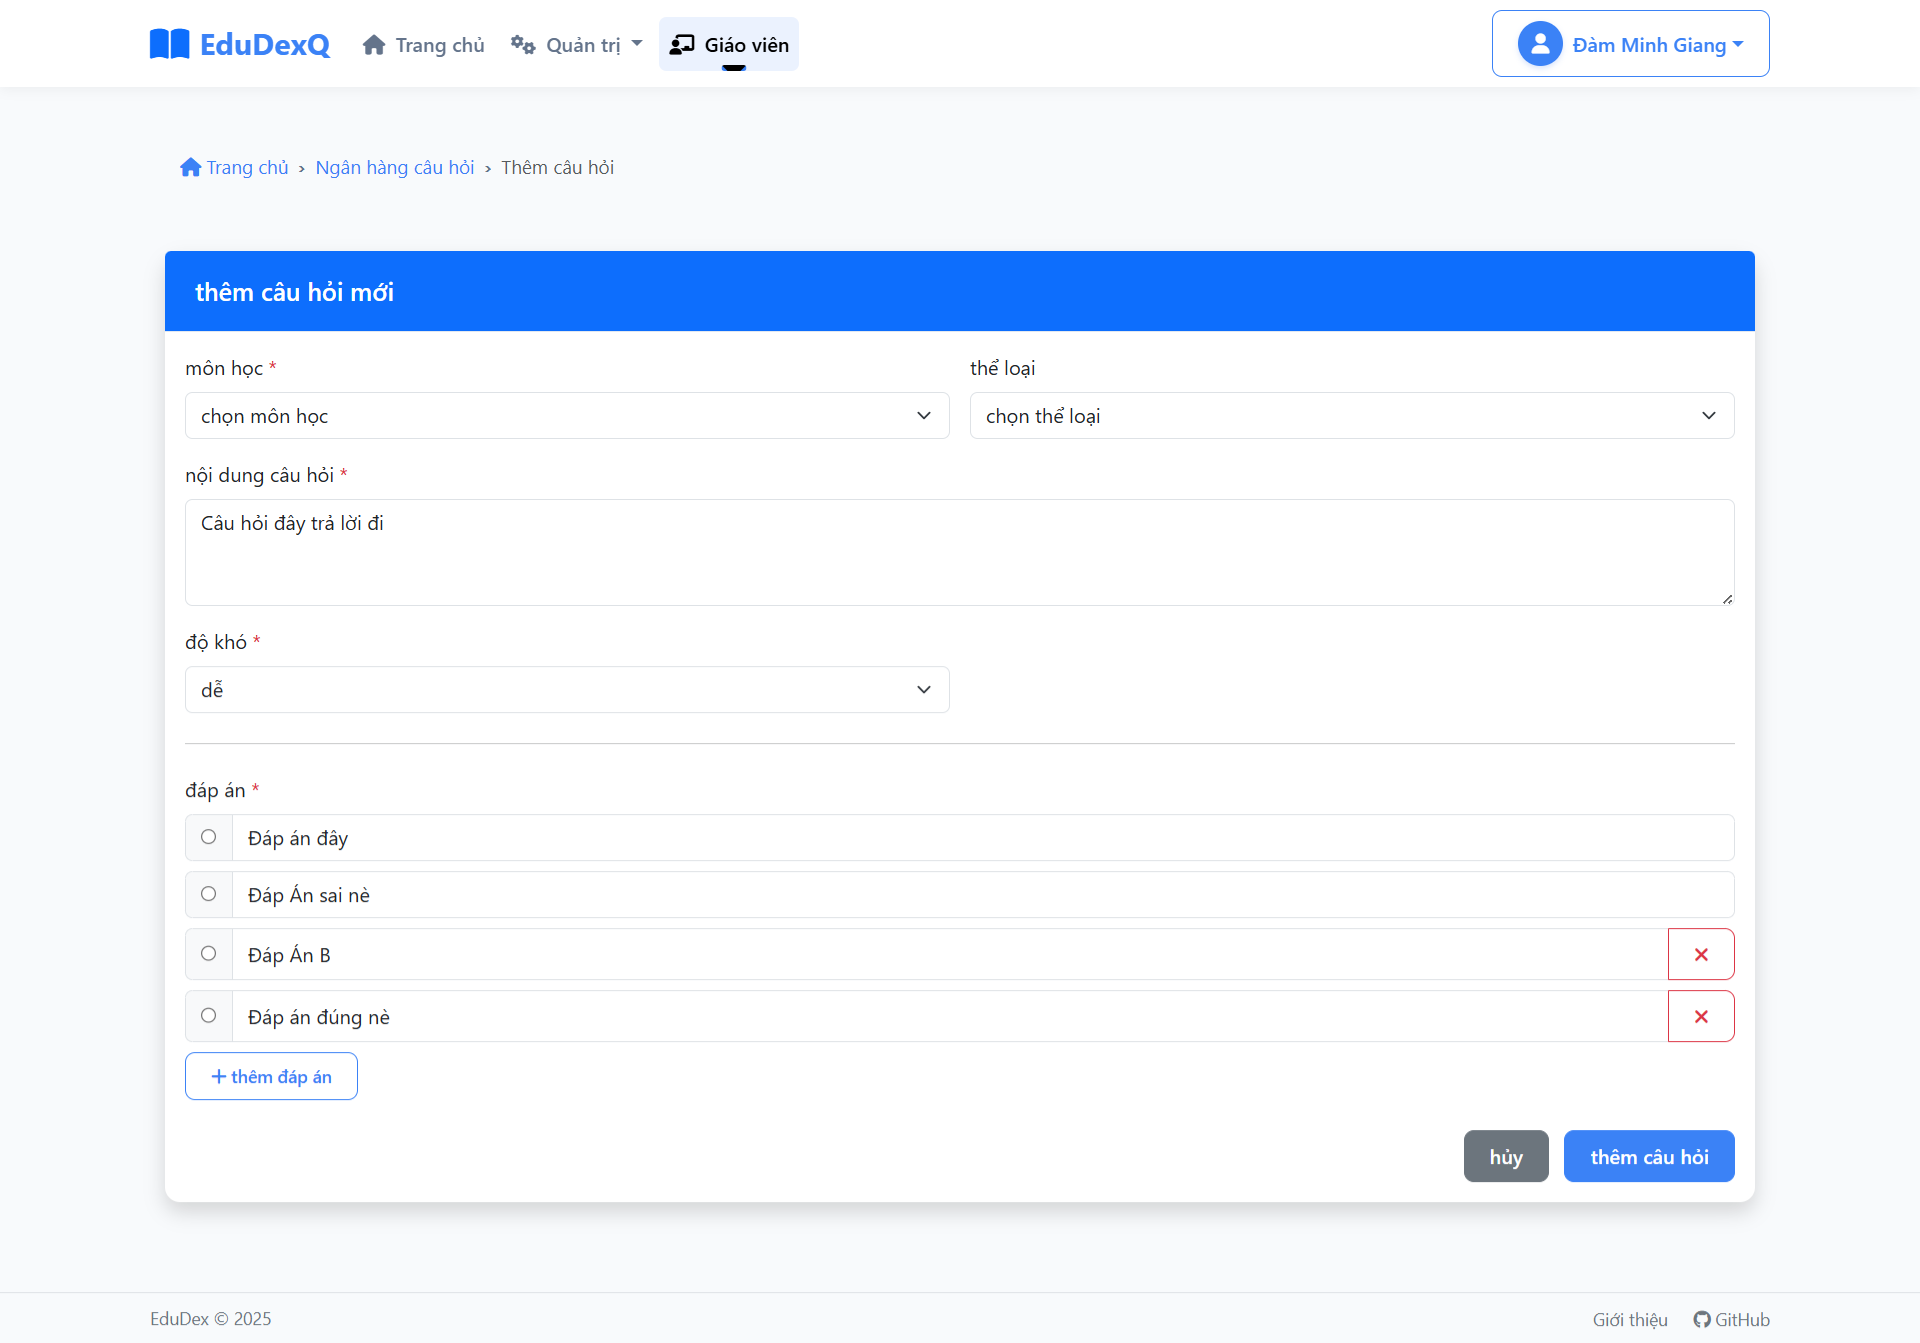 EduDexQ Trang chủ Quản trị Giáo viên Đàm Minh Giang
Trang chủ › Ngân hàng câu hỏi › Thêm câu hỏi
thêm câu hỏi mới
môn học * thể loại
chọn môn học chọn thể loại
nội dung câu hỏi *
Câu hỏi đây trả lời đi
độ khó *
dễ
đáp án *
Đáp án đây
Đáp Án sai nè
Đáp Án B
Đáp án đúng nè
+ thêm đáp án
hủy thêm câu hỏi
EduDex © 2025 Giới thiệu GitHub